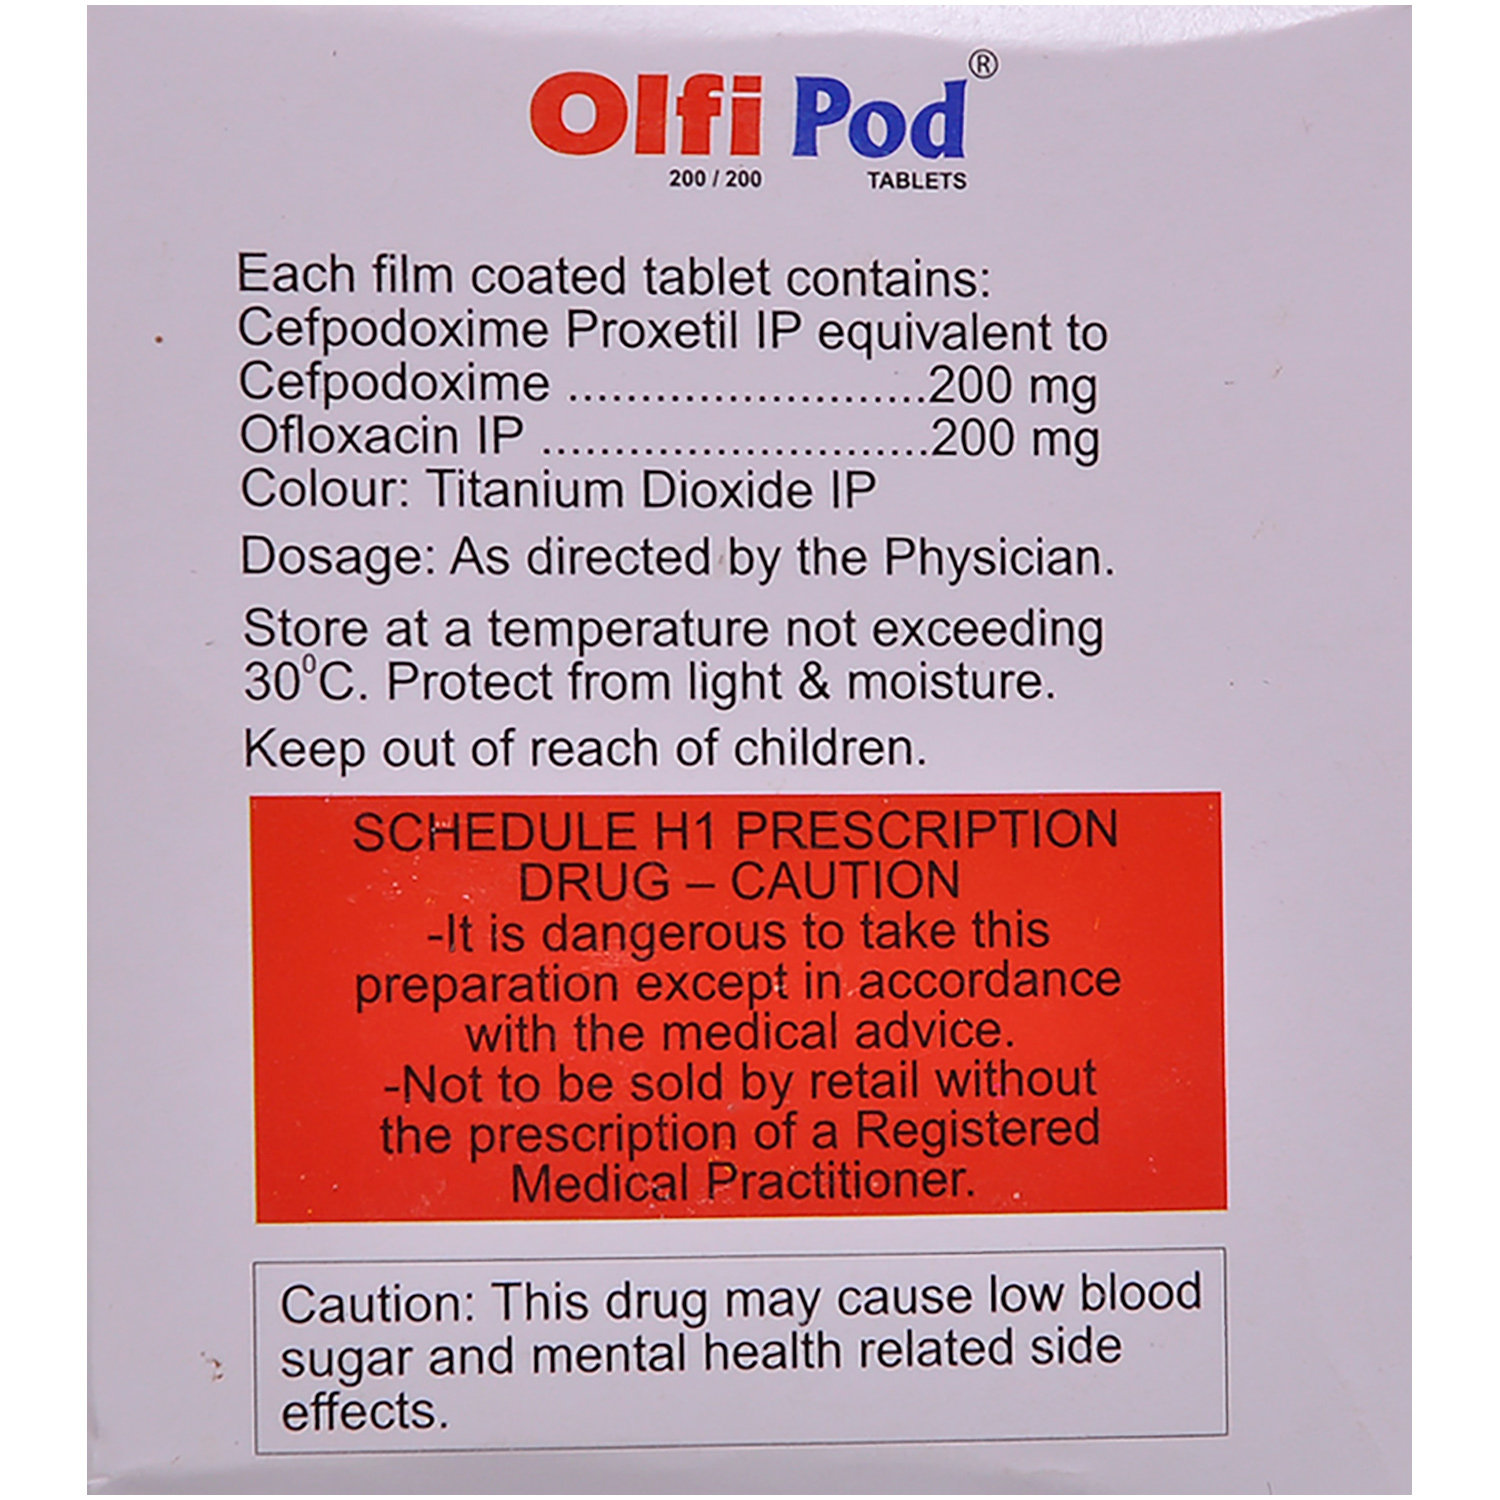 Olfi Pod®
200 / 200 TABLETS
Each film coated tablet contains:
Cefpodoxime Proxetil IP equivalent to
Cefpodoxime .........................200 mg
Ofloxacin IP ...........................200 mg
Colour: Titanium Dioxide IP
Dosage: As directed by the Physician.
Store at a temperature not exceeding
30⁰C. Protect from light & moisture.
Keep out of reach of children.
SCHEDULE H1 PRESCRIPTION
DRUG – CAUTION
-It is dangerous to take this
preparation except in accordance
with the medical advice.
-Not to be sold by retail without
the prescription of a Registered
Medical Practitioner.
Caution: This drug may cause low blood
sugar and mental health related side
effects.